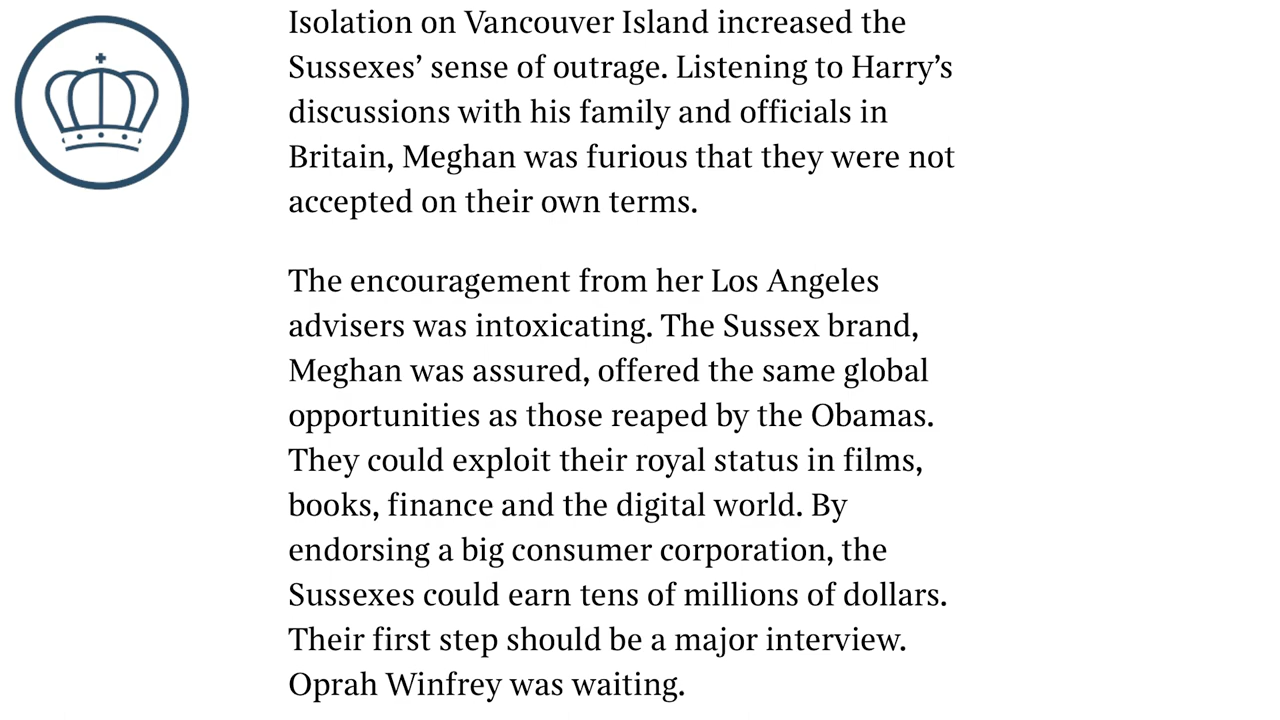 Isolation on Vancouver Island increased the
Sussexes’ sense of outrage. Listening to Harry’s
discussions with his family and officials in
Britain, Meghan was furious that they were not
accepted on their own terms.
The encouragement from her Los Angeles
advisers was intoxicating. The Sussex brand,
Meghan was assured, offered the same global
opportunities as those reaped by the Obamas.
They could exploit their royal status in films,
books, finance and the digital world. By
endorsing a big consumer corporation, the
Sussexes could earn tens of millions of dollars.
Their first step should be a major interview.
Oprah Winfrey was waiting.